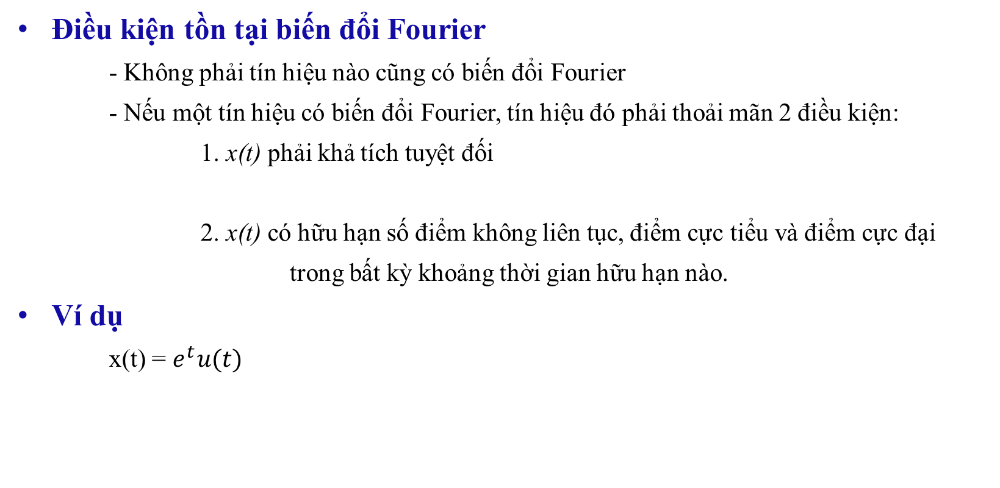 • Điều kiện tồn tại biến đổi Fourier
- Không phải tín hiệu nào cũng có biến đổi Fourier
- Nếu một tín hiệu có biến đổi Fourier, tín hiệu đó phải thoải mãn 2 điều kiện:
1. x(t) phải khả tích tuyệt đối
2. x(t) có hữu hạn số điểm không liên tục, điểm cực tiểu và điểm cực đại
trong bất kỳ khoảng thời gian hữu hạn nào.
• Ví dụ
x(t) = 𝑒ᵗ𝑢(𝑡)